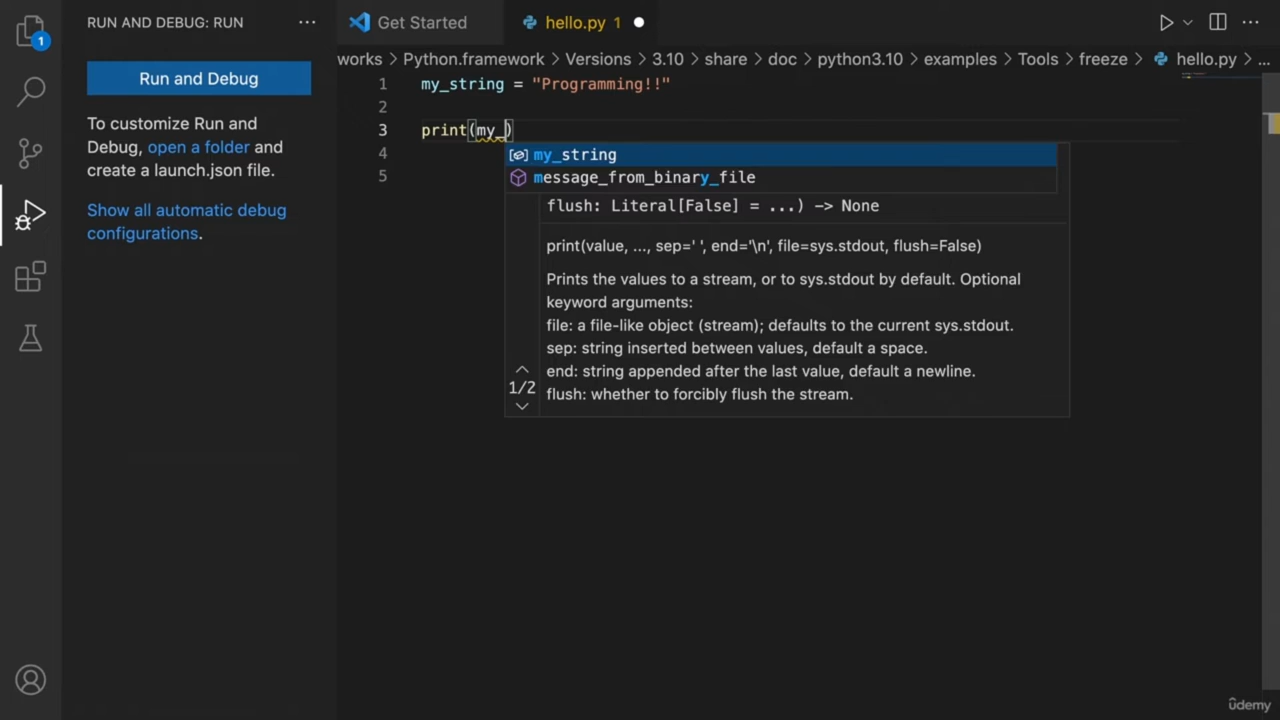 RUN AND DEBUG: RUN
Get Started
hello.py 1
1
works > Python.framework > Versions > 3.10 > share > doc > python3.10 > examples > Tools > freeze > hello.py > ...
Run and Debug
To customize Run and
Debug, open a folder and
create a launch.json file.
Show all automatic debug
configurations.
1 my_string = "Programming!!"
2
3 print(my_)
4
5
my_string
message_from_binary_file
flush: Literal[False] = ...) -> None
print(value, ..., sep=' ', end='\n', file=sys.stdout, flush=False)
Prints the values to a stream, or to sys.stdout by default. Optional
keyword arguments:
file: a file-like object (stream); defaults to the current sys.stdout.
sep: string inserted between values, default a space.
end: string appended after the last value, default a newline.
flush: whether to forcibly flush the stream.
1/2
ûdemy